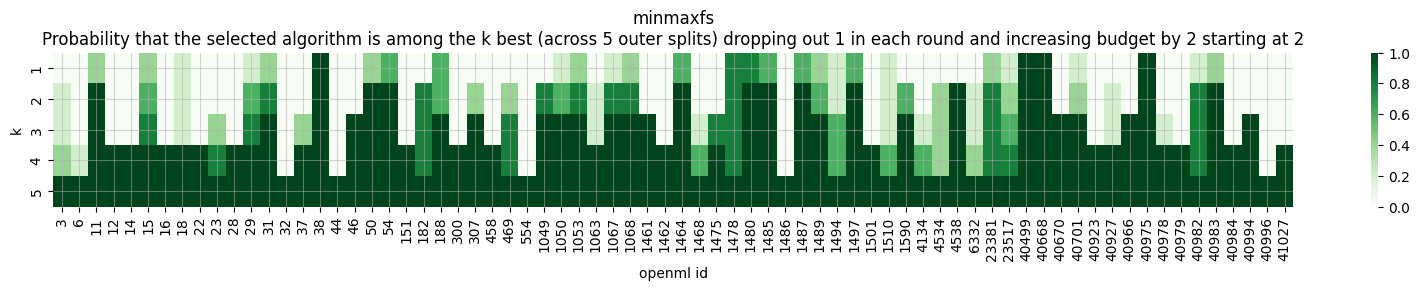 minmaxfs
Probability that the selected algorithm is among the k best (across 5 outer splits) dropping out 1 in each round and increasing budget by 2 starting at 2
k
1
2
3
4
5
3 6 11 12 14 15 16 18 22 23 28 29 31 32 37 38 44 46 50 54 151 182 188 300 307 458 469 554 1049 1050 1053 1063 1067 1068 1461 1462 1464 1468 1475 1478 1480 1485 1486 1487 1489 1494 1497 1501 1510 1590 4134 4534 4538 6332 23381 23517 40499 40668 40670 40701 40923 40927 40966 40975 40978 40979 40982 40983 40984 40994 40996 41027
openml id
1.0
0.8
0.6
0.4
0.2
0.0